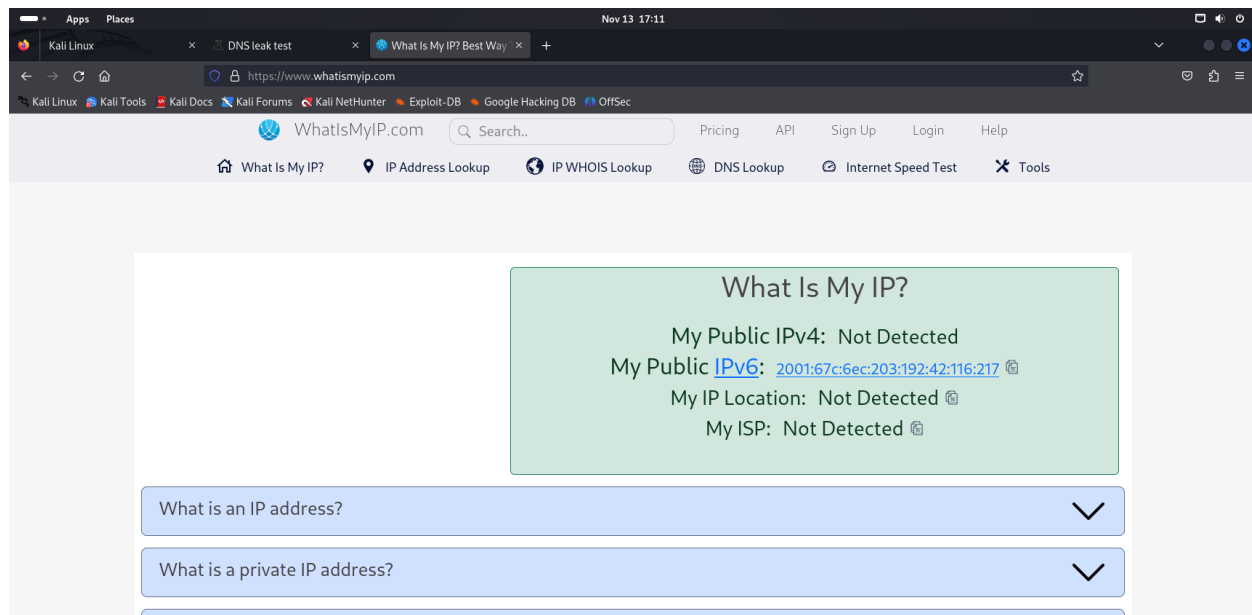 Apps Places Nov 13 17:11
Kali Linux × DNS leak test × What Is My IP? Best Way × +
https://www.whatismyip.com
Kali Linux Kali Tools Kali Docs Kali Forums Kali NetHunter Exploit-DB Google Hacking DB OffSec
WhatIsMyIP.com Search.. Pricing API Sign Up Login Help
What Is My IP? IP Address Lookup IP WHOIS Lookup DNS Lookup Internet Speed Test Tools
What Is My IP?
My Public IPv4: Not Detected
My Public IPv6: 2001:67c:6ec:203:192:42:116:217
My IP Location: Not Detected
My ISP: Not Detected
What is an IP address?
What is a private IP address?